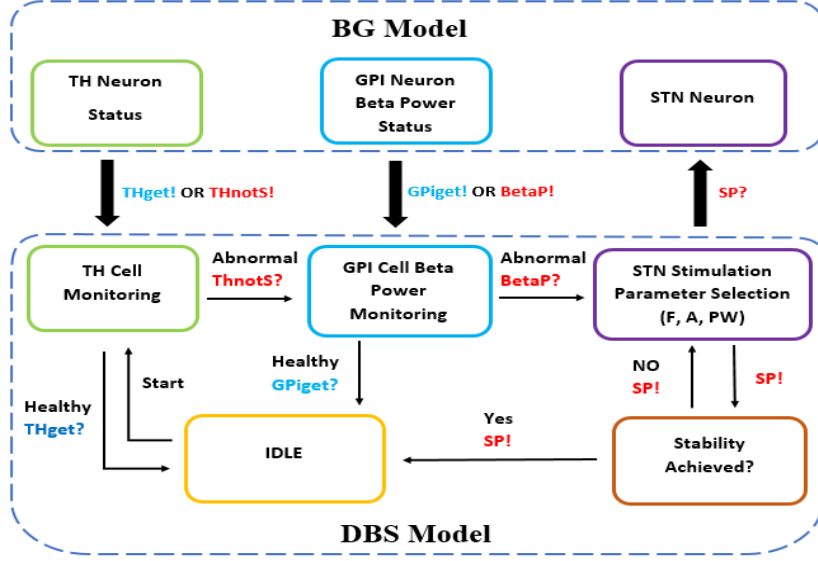 BG Model
TH Neuron
Status
GPI Neuron
Beta Power
Status
STN Neuron
THget! OR THnotS!
GPiget! OR BetaP!
SP?
TH Cell
Monitoring
Abnormal
ThnotS?
GPI Cell Beta
Power
Monitoring
Abnormal
BetaP?
STN Stimulation
Parameter Selection
(F, A, PW)
Healthy
THget?
Start
Healthy
GPiget?
NO
SP!
SP!
IDLE
Yes
SP!
Stability
Achieved?
DBS Model